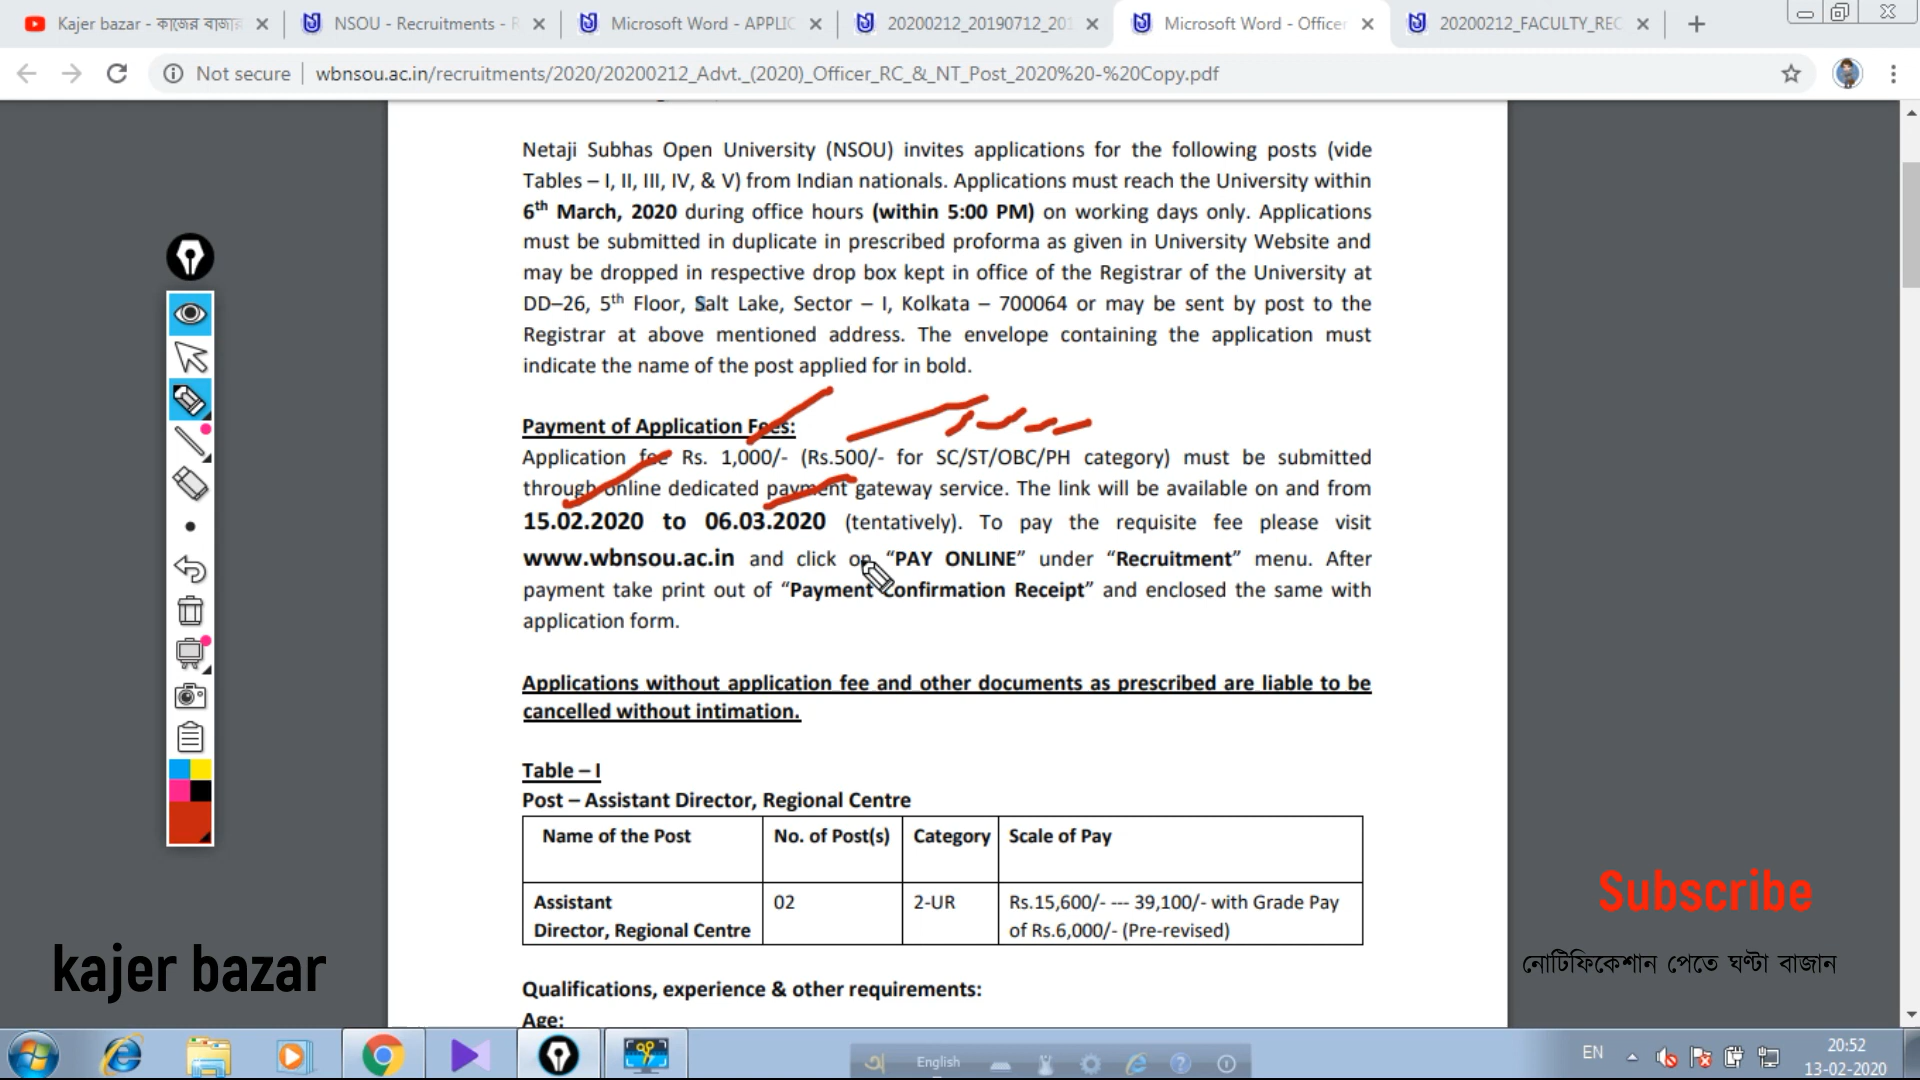 Kajer bazar - কাজের বাজার
NSOU - Recruitments - R
Microsoft Word - APPLIC
20200212_20190712_201
Microsoft Word - Officer
20200212_FACULTY_REC
Not secure
wbnsou.ac.in/recruitments/2020/20200212_Advt._(2020)_Officer_RC_&_NT_Post_2020%20-%20Copy.pdf
Netaji Subhas Open University (NSOU) invites applications for the following posts (vide
Tables – I, II, III, IV, & V) from Indian nationals. Applications must reach the University within
6th March, 2020 during office hours (within 5:00 PM) on working days only. Applications
must be submitted in duplicate in prescribed proforma as given in University Website and
may be dropped in respective drop box kept in office of the Registrar of the University at
DD–26, 5th Floor, Salt Lake, Sector – I, Kolkata – 700064 or may be sent by post to the
Registrar at above mentioned address. The envelope containing the application must
indicate the name of the post applied for in bold.
Payment of Application Fees:
Application fee Rs. 1,000/- (Rs.500/- for SC/ST/OBC/PH category) must be submitted
through online dedicated payment gateway service. The link will be available on and from
15.02.2020 to 06.03.2020 (tentatively). To pay the requisite fee please visit
www.wbnsou.ac.in and click on “PAY ONLINE” under “Recruitment” menu. After
payment take print out of “Payment Confirmation Receipt” and enclosed the same with
application form.
Applications without application fee and other documents as prescribed are liable to be
cancelled without intimation.
Table – I
Post – Assistant Director, Regional Centre
Name of the Post No. of Post(s) Category Scale of Pay
Assistant 02 2-UR Rs.15,600/- --- 39,100/- with Grade Pay
Director, Regional Centre of Rs.6,000/- (Pre-revised)
Qualifications, experience & other requirements:
Age:
Subscribe
নোটিফিকেশান পেতে ঘণ্টা বাজান
kajer bazar
অ English
EN
20:52
13-02-2020